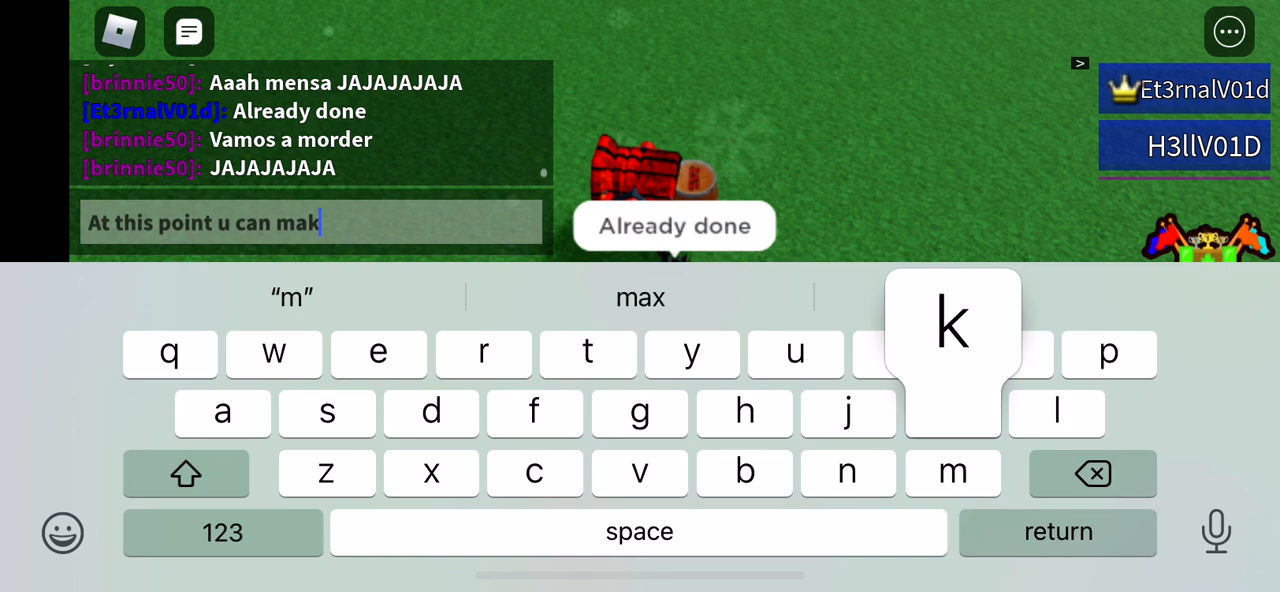 [brinnie50]: Aaah mensa JAJAJAJAJA
[Et3rnalV01d]: Already done
[brinnie50]: Vamos a morder
[brinnie50]: JAJAJAJAJA
At this point u can mak
Already done
>
Et3rnalV01d
H3llV01D
“m”
max
k
q w e r t y u p
a s d f g h j l
z x c v b n m
123
space
return